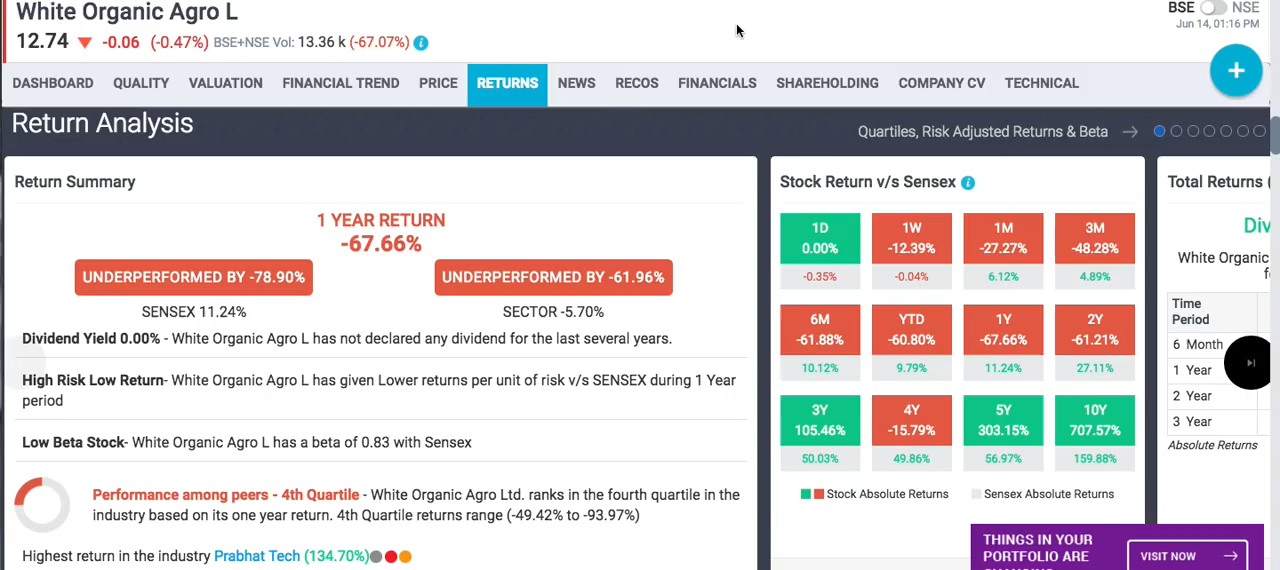 White Organic Agro L
BSE NSE
12.74 ▼ -0.06 (-0.47%) BSE+NSE Vol: 13.36 k (-67.07%)
Jun 14, 01:16 PM
DASHBOARD QUALITY VALUATION FINANCIAL TREND PRICE RETURNS NEWS RECOS FINANCIALS SHAREHOLDING COMPANY CV TECHNICAL
+
Return Analysis
Quartiles, Risk Adjusted Returns & Beta →
Return Summary
1 YEAR RETURN
-67.66%
UNDERPERFORMED BY -78.90% UNDERPERFORMED BY -61.96%
SENSEX 11.24% SECTOR -5.70%
Dividend Yield 0.00% - White Organic Agro L has not declared any dividend for the last several years.
High Risk Low Return- White Organic Agro L has given Lower returns per unit of risk v/s SENSEX during 1 Year
period
Low Beta Stock- White Organic Agro L has a beta of 0.83 with Sensex
Performance among peers - 4th Quartile - White Organic Agro Ltd. ranks in the fourth quartile in the
industry based on its one year return. 4th Quartile returns range (-49.42% to -93.97%)
Highest return in the industry Prabhat Tech (134.70%)
Stock Return v/s Sensex
1D 1W 1M 3M
0.00% -12.39% -27.27% -48.28%
-0.35% -0.04% 6.12% 4.89%
6M YTD 1Y 2Y
-61.88% -60.80% -67.66% -61.21%
10.12% 9.79% 11.24% 27.11%
3Y 4Y 5Y 10Y
105.46% -15.79% 303.15% 707.57%
50.03% 49.86% 56.97% 159.88%
Stock Absolute Returns Sensex Absolute Returns
Total Returns (
Div
White Organic
Time
Period
6 Month
1 Year
2 Year
3 Year
Absolute Returns
THINGS IN YOUR
PORTFOLIO ARE
VISIT NOW →